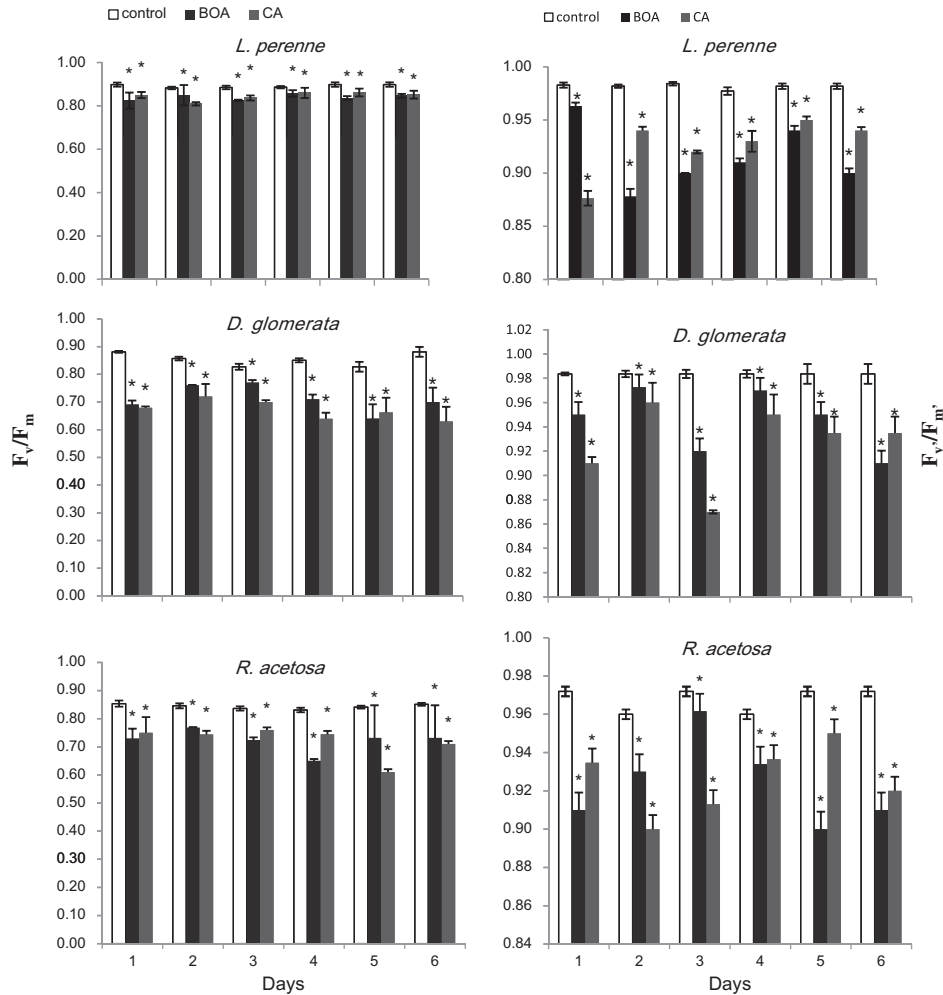 control BOA CA
L. perenne
1.00
0.80
0.60
0.40
0.20
0.00
control BOA CA
L. perenne
1.00
0.95
0.90
0.85
0.80
* * * * * * * * * * * *
* * * * * * * * * * * *
D. glomerata
1.00
0.90
0.80
0.70
0.60
0.50
0.40
0.30
0.20
0.10
0.00
Fv/Fm
* * * * * * * * * * * *
D. glomerata
1.02
1.00
0.98
0.96
0.94
0.92
0.90
0.88
0.86
0.84
0.82
0.80
Fv'/Fm'
* * * * * * * * * * * *
R. acetosa
1.00
0.90
0.80
0.70
0.60
0.50
0.40
0.30
0.20
0.10
0.00
* * * * * * * * * * * *
1 2 3 4 5 6
Days
R. acetosa
1.00
0.98
0.96
0.94
0.92
0.90
0.88
0.86
0.84
* * * * * * * * * * * *
1 2 3 4 5 6
Days